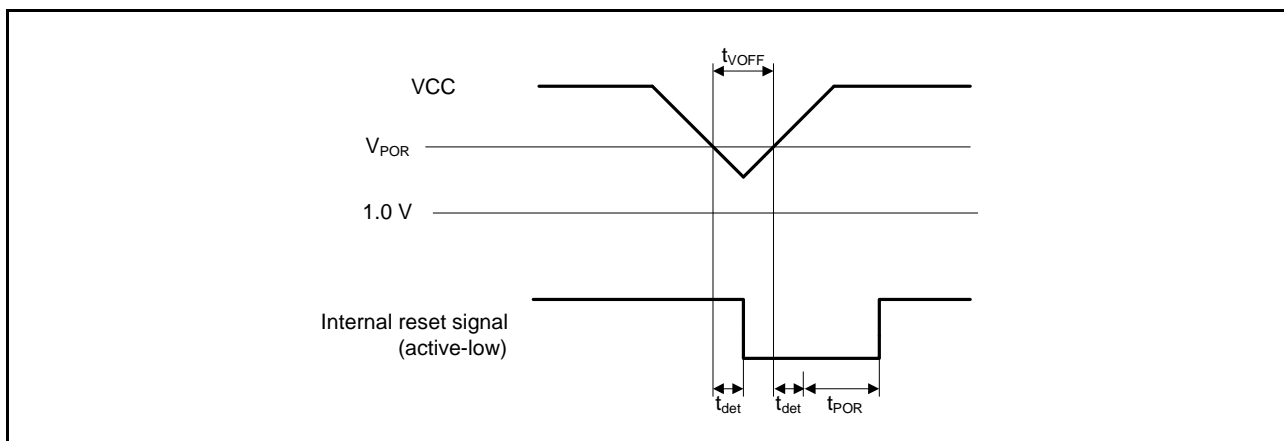 tVOFF
VCC
VPOR
1.0 V
Internal reset signal
(active-low)
tdet
tdet
tPOR